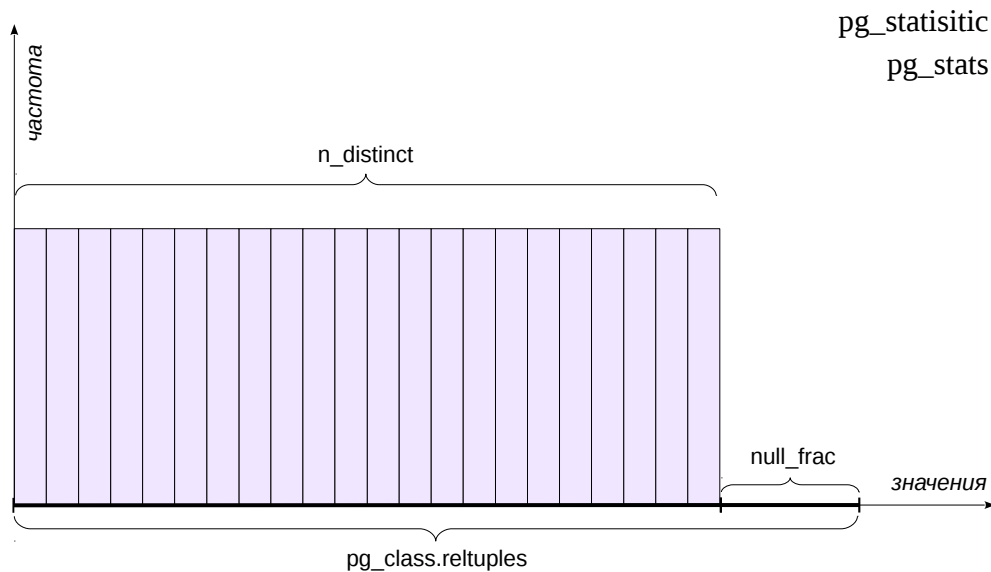 pg_statisitic
pg_stats
частота
n_distinct
null_frac
значения
pg_class.reltuples